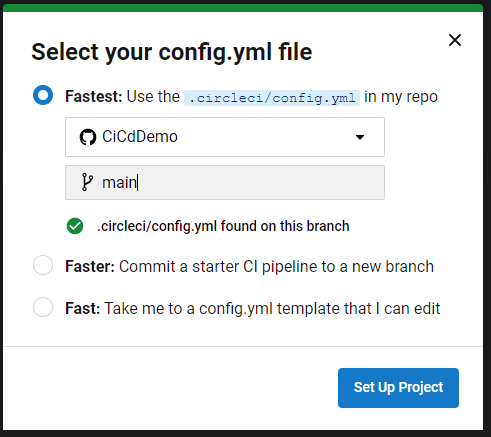 Select your config.yml file
Fastest: Use the .circleci/config.yml in my repo
CiCdDemo
main
.circleci/config.yml found on this branch
Faster: Commit a starter CI pipeline to a new branch
Fast: Take me to a config.yml template that I can edit
Set Up Project